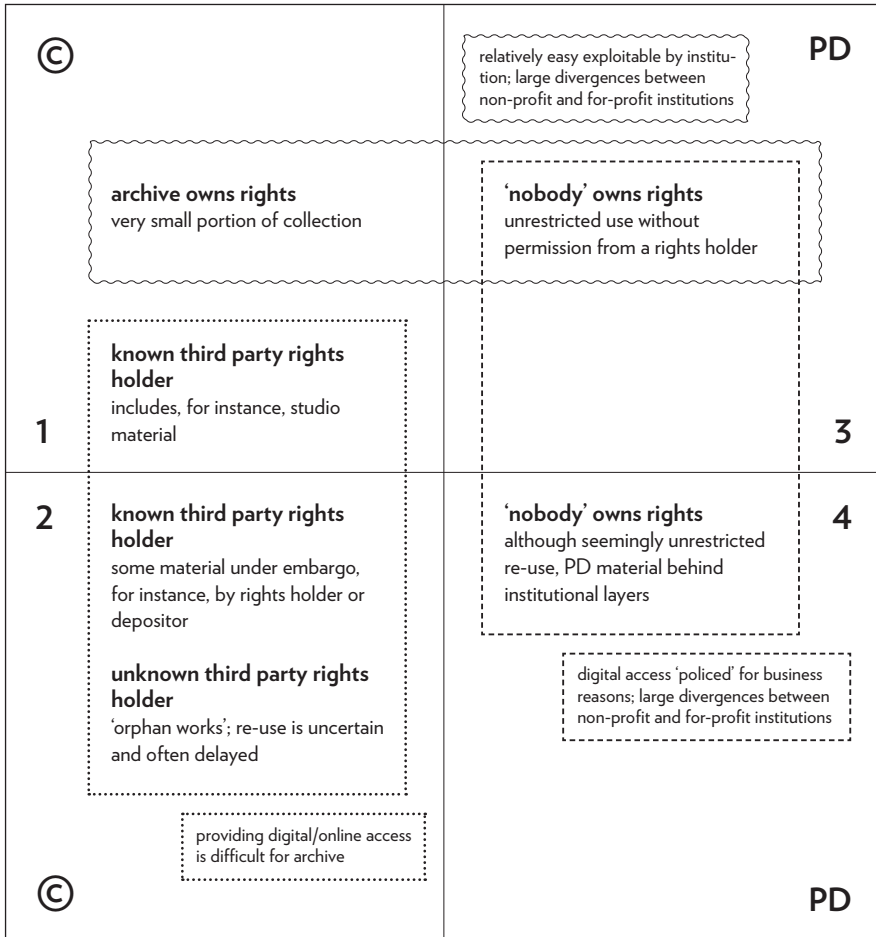 ©
PD
relatively easy exploitable by institu-
tion; large divergences between
non-profit and for-profit institutions
archive owns rights
very small portion of collection
‘nobody’ owns rights
unrestricted use without
permission from a rights holder
known third party rights
holder
includes, for instance, studio
material
1
3
2
known third party rights
holder
some material under embargo,
for instance, by rights holder or
depositor
unknown third party rights
holder
‘orphan works’; re-use is uncertain
and often delayed
‘nobody’ owns rights
although seemingly unrestricted
re-use, PD material behind
institutional layers
4
digital access ‘policed’ for business
reasons; large divergences between
non-profit and for-profit institutions
providing digital/online access
is difficult for archive
©
PD